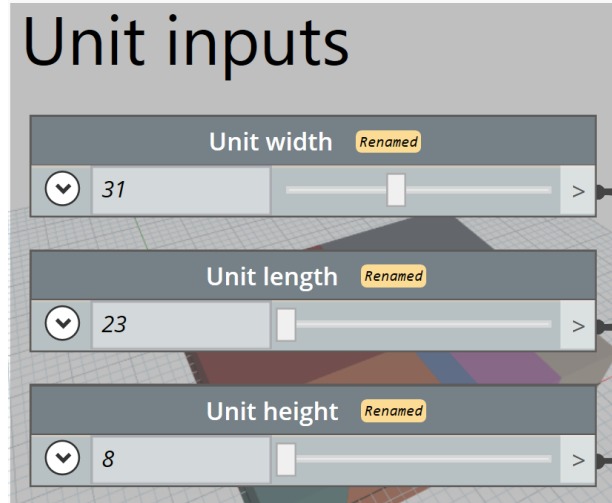 Unit inputs
Unit width Renamed
31 >
Unit length Renamed
23 >
Unit height Renamed
8 >